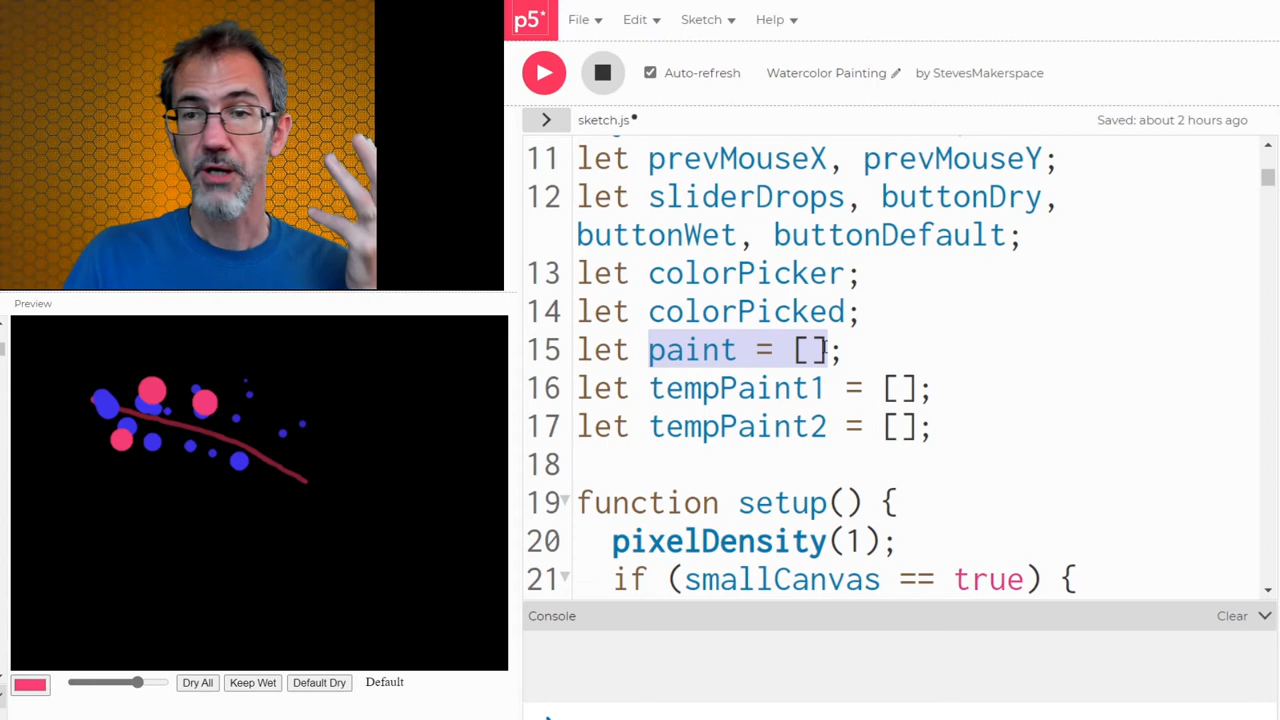 p5* File Edit Sketch Help
Auto-refresh Watercolor Painting by StevesMakerspace
> sketch.js• Saved: about 2 hours ago
11 let prevMouseX, prevMouseY;
12 let sliderDrops, buttonDry,
buttonWet, buttonDefault;
13 let colorPicker;
14 let colorPicked;
15 let paint = [];
16 let tempPaint1 = [];
17 let tempPaint2 = [];
18
19 function setup() {
20 pixelDensity(1);
21 if (smallCanvas == true) {
Console Clear
Preview
Dry All Keep Wet Default Dry Default